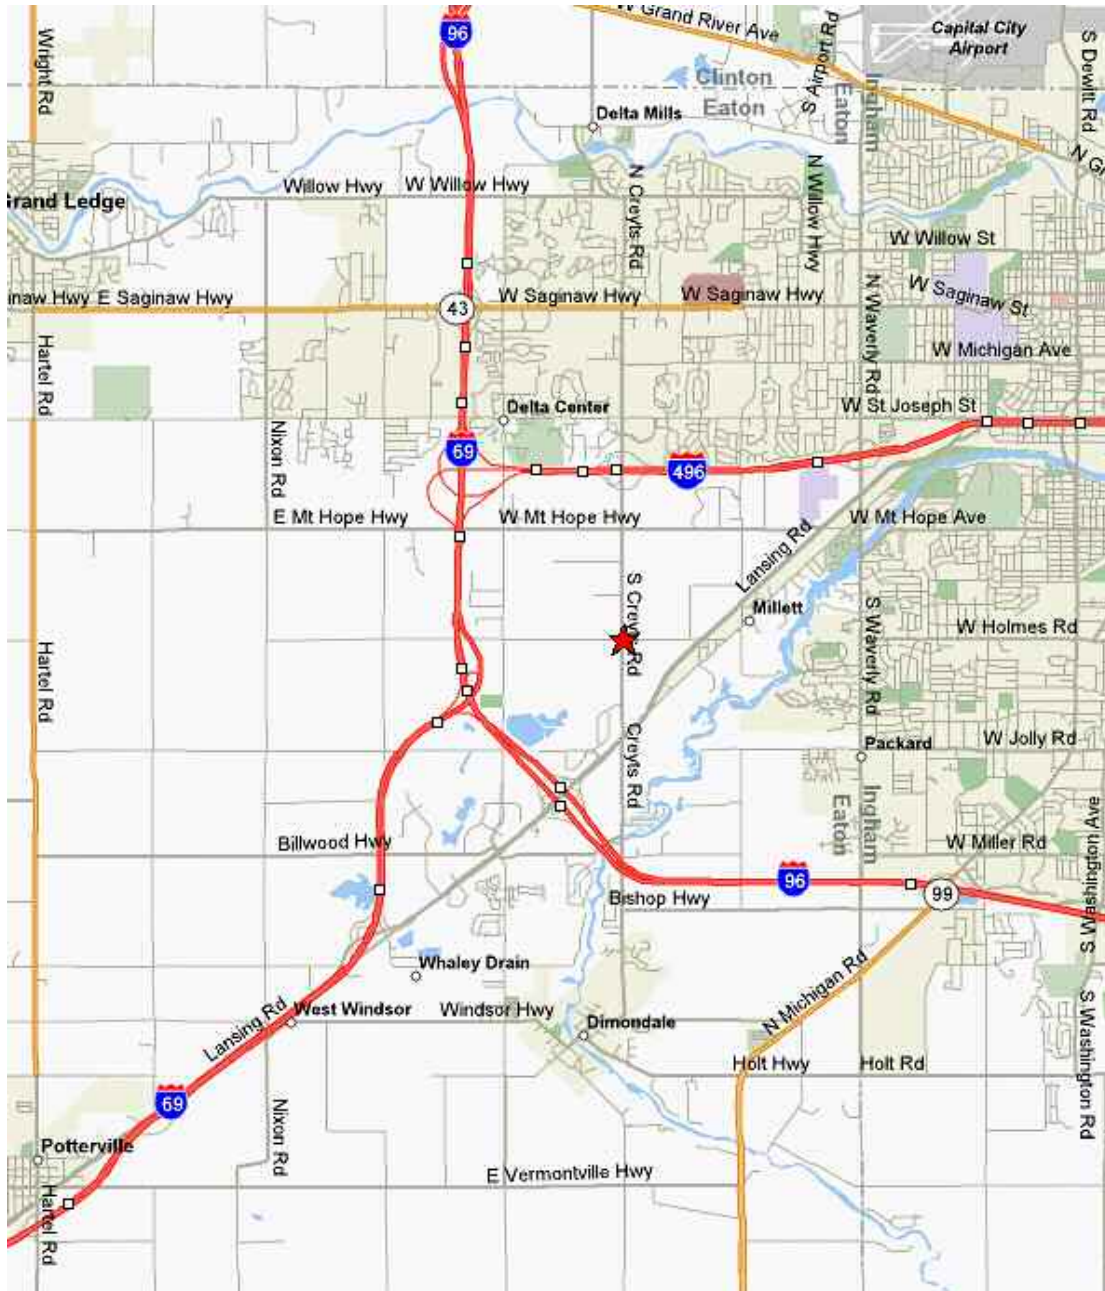 96
W Grand River Ave
Capital City
Airport
Wright Rd
S Airport Rd
S Dewitt Rd
Clinton
Eaton
Ingham
Eaton
Delta Mills
N Gr
Willow Hwy
W Willow Hwy
N Creyts Rd
N Willow Hwy
Grand Ledge
W Willow St
inaw Hwy
E Saginaw Hwy
43
W Saginaw Hwy
W Saginaw Hwy
N Waverly Rd
W Saginaw St
Hartel Rd
W Michigan Ave
Delta Center
W St Joseph St
Nixon Rd
69
496
E Mt Hope Hwy
W Mt Hope Hwy
Lansing Rd
W Mt Hope Ave
S Creyts Rd
Millett
S Waverly Rd
W Holmes Rd
Hartel Rd
Creyts Rd
Packard
W Jolly Rd
Ingham
Eaton
Billwood Hwy
W Miller Rd
S Washington Ave
96
Bishop Hwy
99
Whaley Drain
N Michigan Rd
West Windsor
Windsor Hwy
Dimondale
Lansing Rd
S Washington Rd
Holt Hwy
Holt Rd
69
Nixon Rd
Potterville
E Vermontville Hwy
Hartel Rd